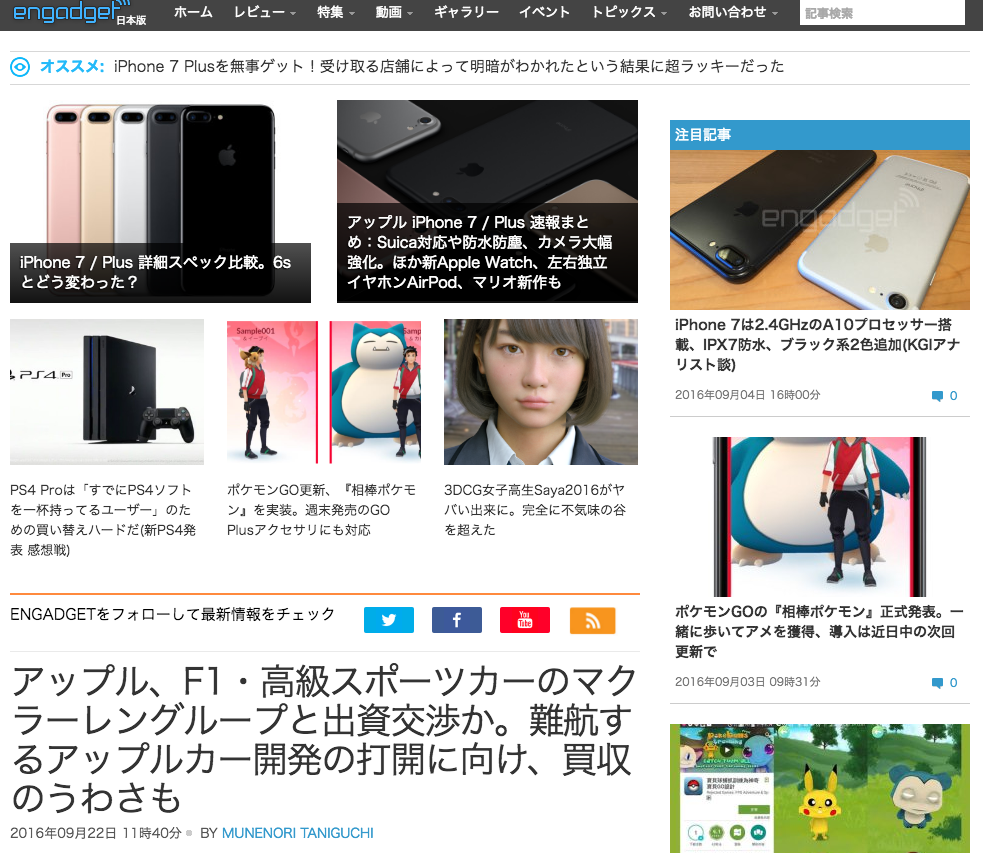 engadget 日本版
ホーム レビュー 特集 動画 ギャラリー イベント トピックス お問い合わせ 記事検索
オススメ: iPhone 7 Plusを無事ゲット！受け取る店舗によって明暗がわかれたという結果に超ラッキーだった
iPhone 7 / Plus 詳細スペック比較。6s
とどう変わった？
アップル iPhone 7 / Plus 速報まと
め：Suica対応や防水防塵、カメラ大幅
強化。ほか新Apple Watch、左右独立
イヤホンAirPod、マリオ新作も
PS4 Pro
PS4 Proは「すでにPS4ソフト
を一杯持ってるユーザー」のた
めの買い替えハードだ(新PS4発
表 感想戦)
Sample001
& イーブイ
Samp
ポケモンGO更新、『相棒ポケモ
ン』を実装。週末発売のGO
Plusアクセサリにも対応
3DCG女子高生Saya2016がヤ
バい出来に。完全に不気味の谷
を超えた
ENGADGETをフォローして最新情報をチェック
You
Tube
アップル、F1・高級スポーツカーのマク
ラーレングループと出資交渉か。難航す
るアップルカー開発の打開に向け、買収
のうわさも
2016年09月22日 11時40分 BY MUNENORI TANIGUCHI
注目記事
engadget
iPhone 7は2.4GHzのA10プロセッサー搭
載、IPX7防水、ブラック系2色追加(KGIアナ
リスト談)
2016年09月04日 16時00分 0
ポケモンGOの『相棒ポケモン』正式発表。一
緒に歩いてアメを獲得、導入は近日中の次回
更新で
2016年09月03日 09時31分 0